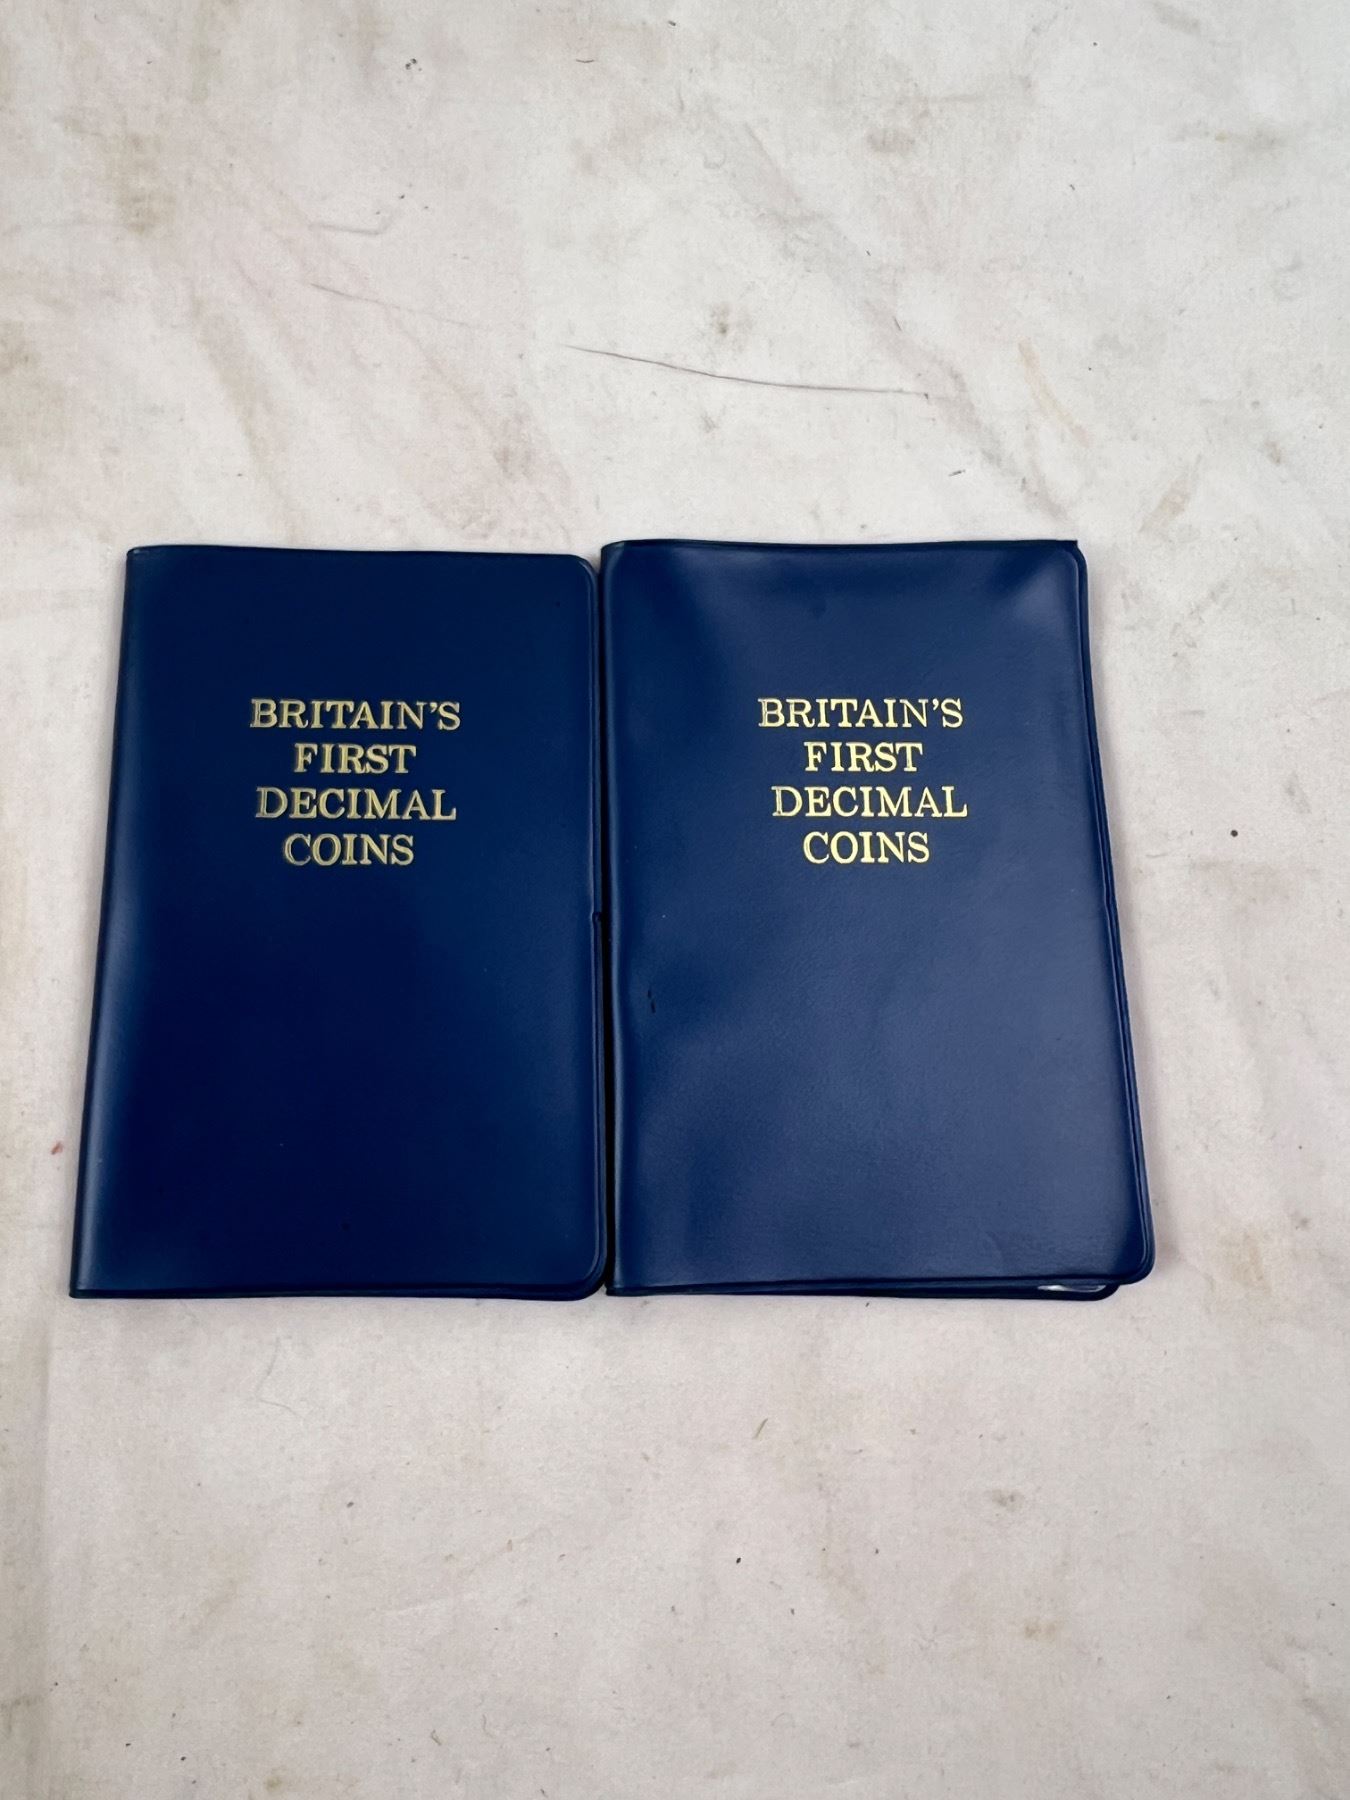 BRITAIN'S
FIRST
DECIMAL
COINS
BRITAIN'S
FIRST
DECIMAL
COINS